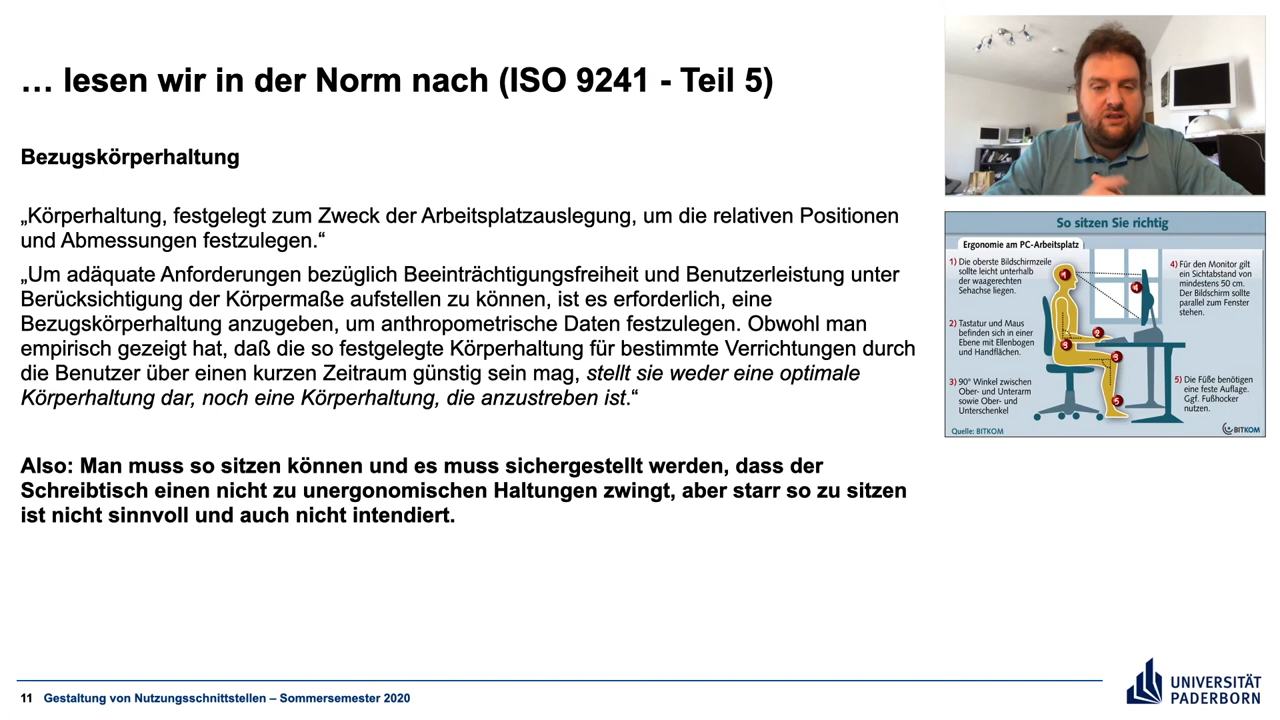 … lesen wir in der Norm nach (ISO 9241 - Teil 5)
Bezugskörperhaltung
„Körperhaltung, festgelegt zum Zweck der Arbeitsplatzauslegung, um die relativen Positionen
und Abmessungen festzulegen.“
„Um adäquate Anforderungen bezüglich Beeinträchtigungsfreiheit und Benutzerleistung unter
Berücksichtigung der Körpermaße aufstellen zu können, ist es erforderlich, eine
Bezugskörperhaltung anzugeben, um anthropometrische Daten festzulegen. Obwohl man
empirisch gezeigt hat, daß die so festgelegte Körperhaltung für bestimmte Verrichtungen durch
die Benutzer über einen kurzen Zeitraum günstig sein mag, stellt sie weder eine optimale
Körperhaltung dar, noch eine Körperhaltung, die anzustreben ist.“
Also: Man muss so sitzen können und es muss sichergestellt werden, dass der
Schreibtisch einen nicht zu unergonomischen Haltungen zwingt, aber starr so zu sitzen
ist nicht sinnvoll und auch nicht intendiert.
So sitzen Sie richtig
Ergonomie am PC-Arbeitsplatz
1) Die oberste Bildschirmzeile
sollte leicht unterhalb
der waagerechten
Sehachse liegen.
2) Tastatur und Maus
befinden sich in einer
Ebene mit Ellenbogen
und Handflächen.
3) 90° Winkel zwischen
Ober- und Unterarm
sowie Ober- und
Unterschenkel
4) Für den Monitor gilt
ein Sichtabstand von
mindestens 50 cm.
Der Bildschirm sollte
parallel zum Fenster
stehen.
5) Die Füße benötigen
eine feste Auflage.
Ggf. Fußhocker
nutzen.
1
4
2
3
3
5
Quelle: BITKOM
BITKOM
11 Gestaltung von Nutzungsschnittstellen – Sommersemester 2020
UNIVERSITÄT
PADERBORN